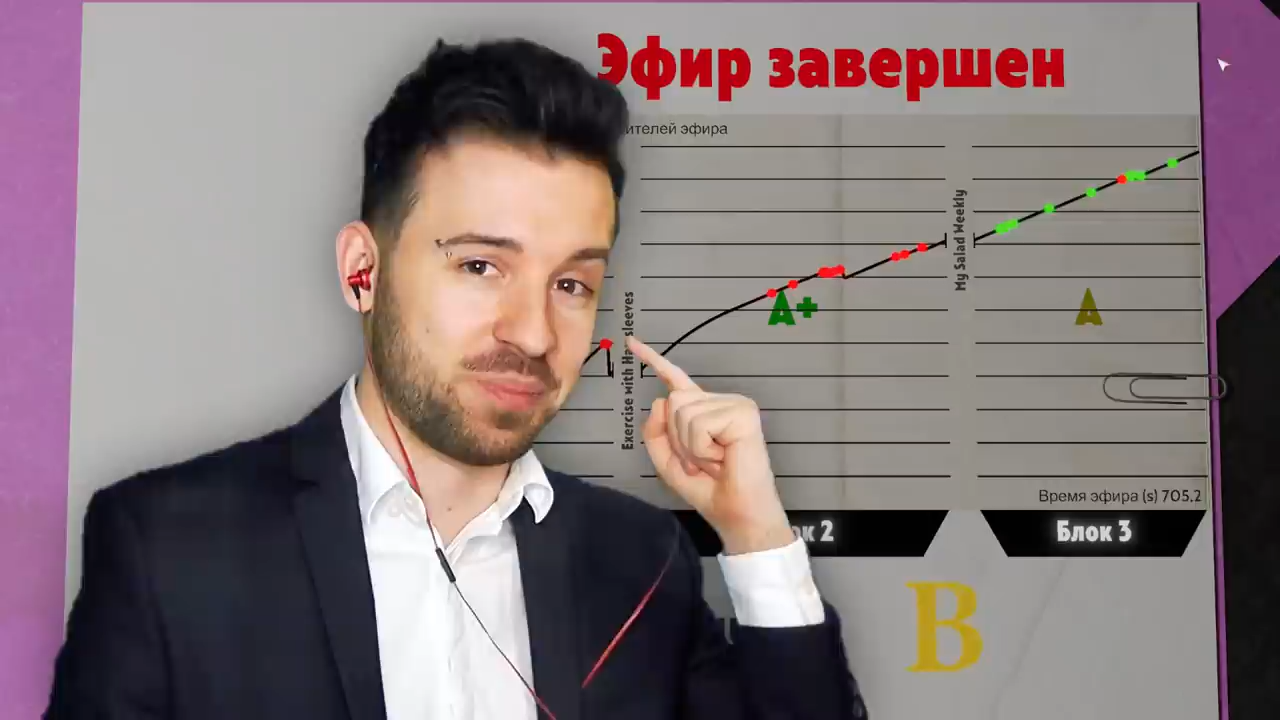 Эфир завершен
ителей эфира
My Salad Weekly
Exercise with
sleeves
A+
A
Время эфира (s) 705.2
ок 2
Блок 3
B